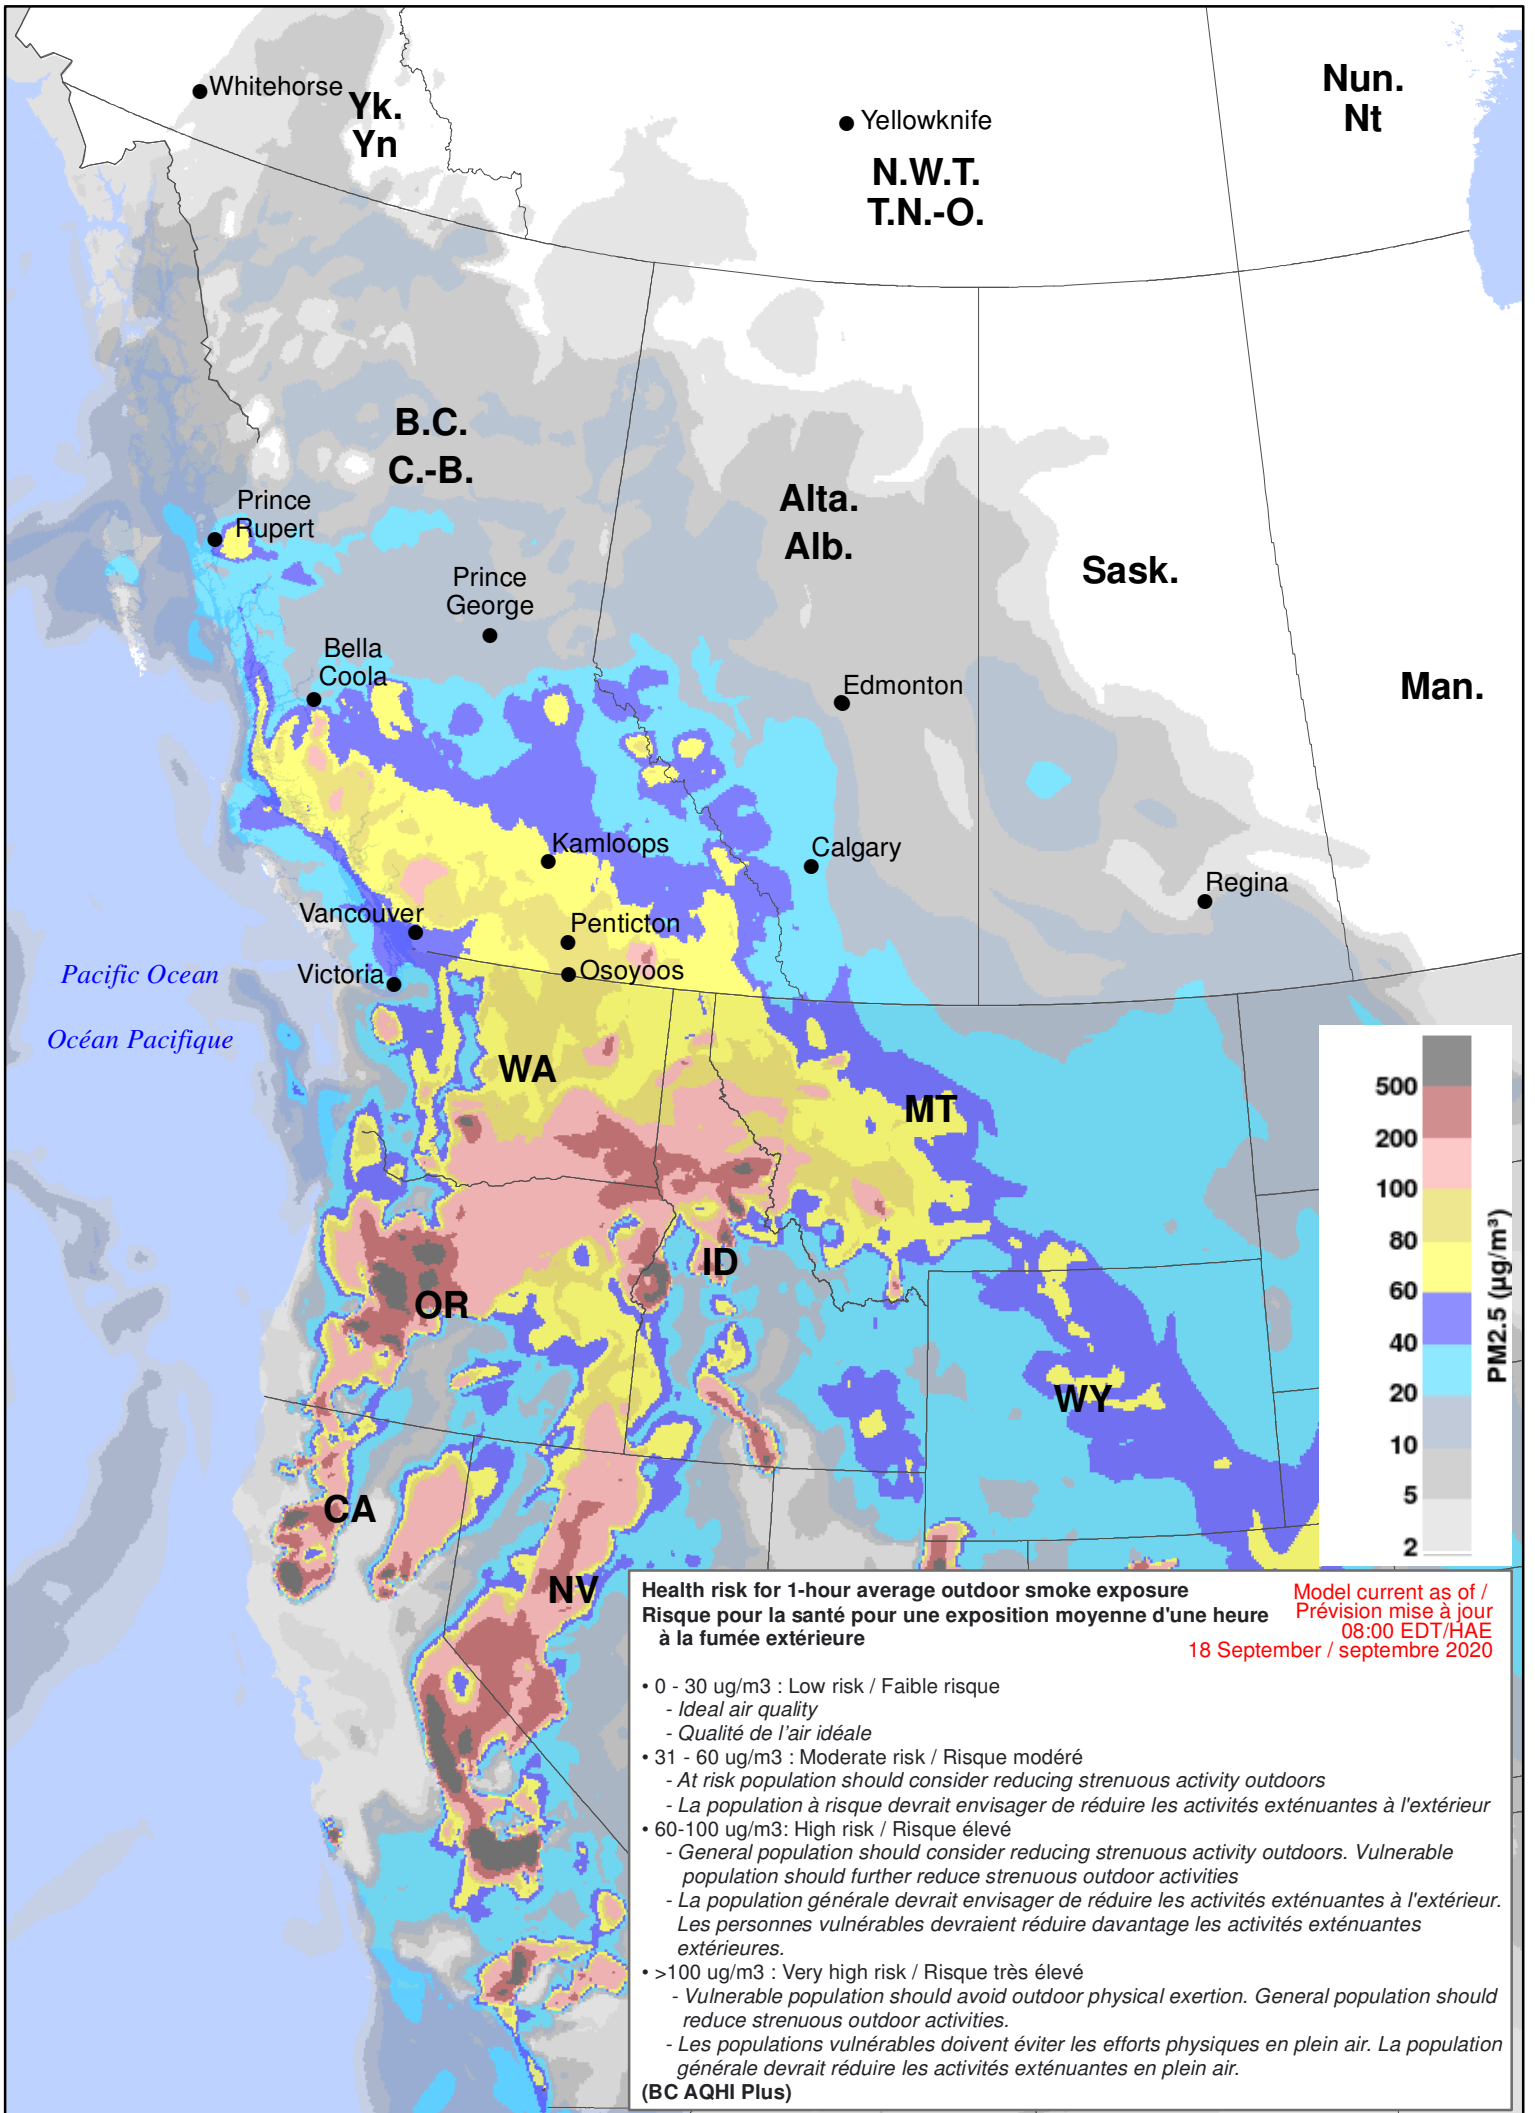 Whitehorse
Yk.
Yn
Yellowknife
N.W.T.
T.N.-O.
Nun.
Nt
B.C.
C.-B.
Prince
Rupert
Prince
George
Bella
Coola
Alta.
Alb.
Sask.
Man.
Edmonton
Kamloops
Calgary
Regina
Vancouver
Penticton
Victoria
Osoyoos
Pacific Ocean
Océan Pacifique
WA
MT
ID
OR
WY
CA
NV
500
200
100
80
60
40
20
10
5
2
PM2.5 (µg/m³)
Health risk for 1-hour average outdoor smoke exposure
Risque pour la santé pour une exposition moyenne d'une heure
à la fumée extérieure
Model current as of /
Prévision mise à jour
08:00 EDT/HAE
18 September / septembre 2020
• 0 - 30 ug/m3 : Low risk / Faible risque
- Ideal air quality
- Qualité de l'air idéale
• 31 - 60 ug/m3 : Moderate risk / Risque modéré
- At risk population should consider reducing strenuous activity outdoors
- La population à risque devrait envisager de réduire les activités exténuantes à l'extérieur
• 60-100 ug/m3: High risk / Risque élevé
- General population should consider reducing strenuous activity outdoors. Vulnerable
population should further reduce strenuous outdoor activities
- La population générale devrait envisager de réduire les activités exténuantes à l'extérieur.
Les personnes vulnérables devraient réduire davantage les activités exténuantes
extérieures.
• >100 ug/m3 : Very high risk / Risque très élevé
- Vulnerable population should avoid outdoor physical exertion. General population should
reduce strenuous outdoor activities.
- Les populations vulnérables doivent éviter les efforts physiques en plein air. La population
générale devrait réduire les activités exténuantes en plein air.
(BC AQHI Plus)